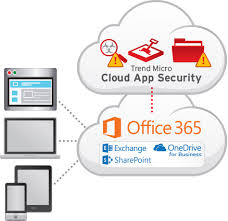 Trend Micro
Cloud App Security
Office 365
Exchange
OneDrive
for Business
SharePoint